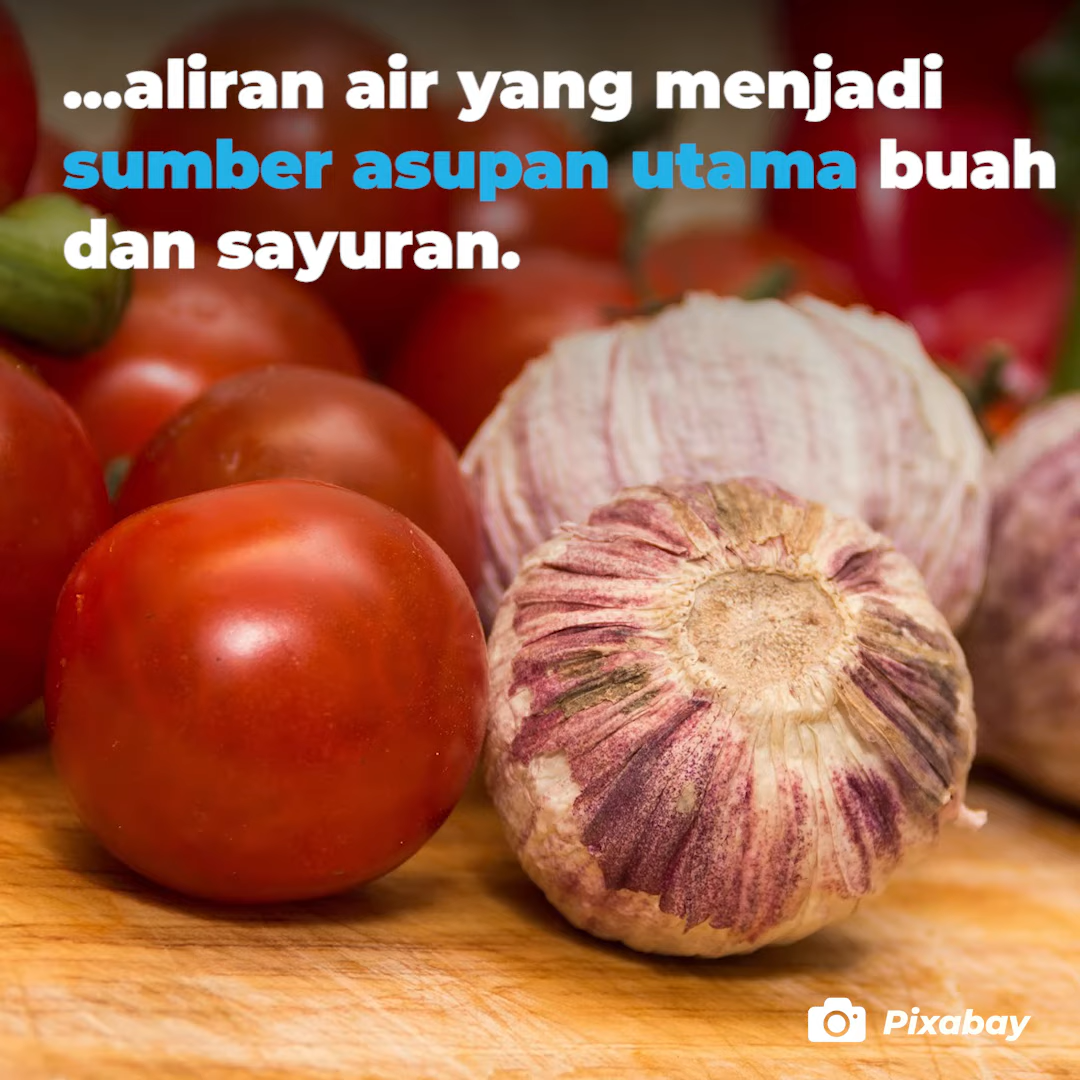 ...aliran air yang menjadi
sumber asupan utama buah
dan sayuran.
Pixabay